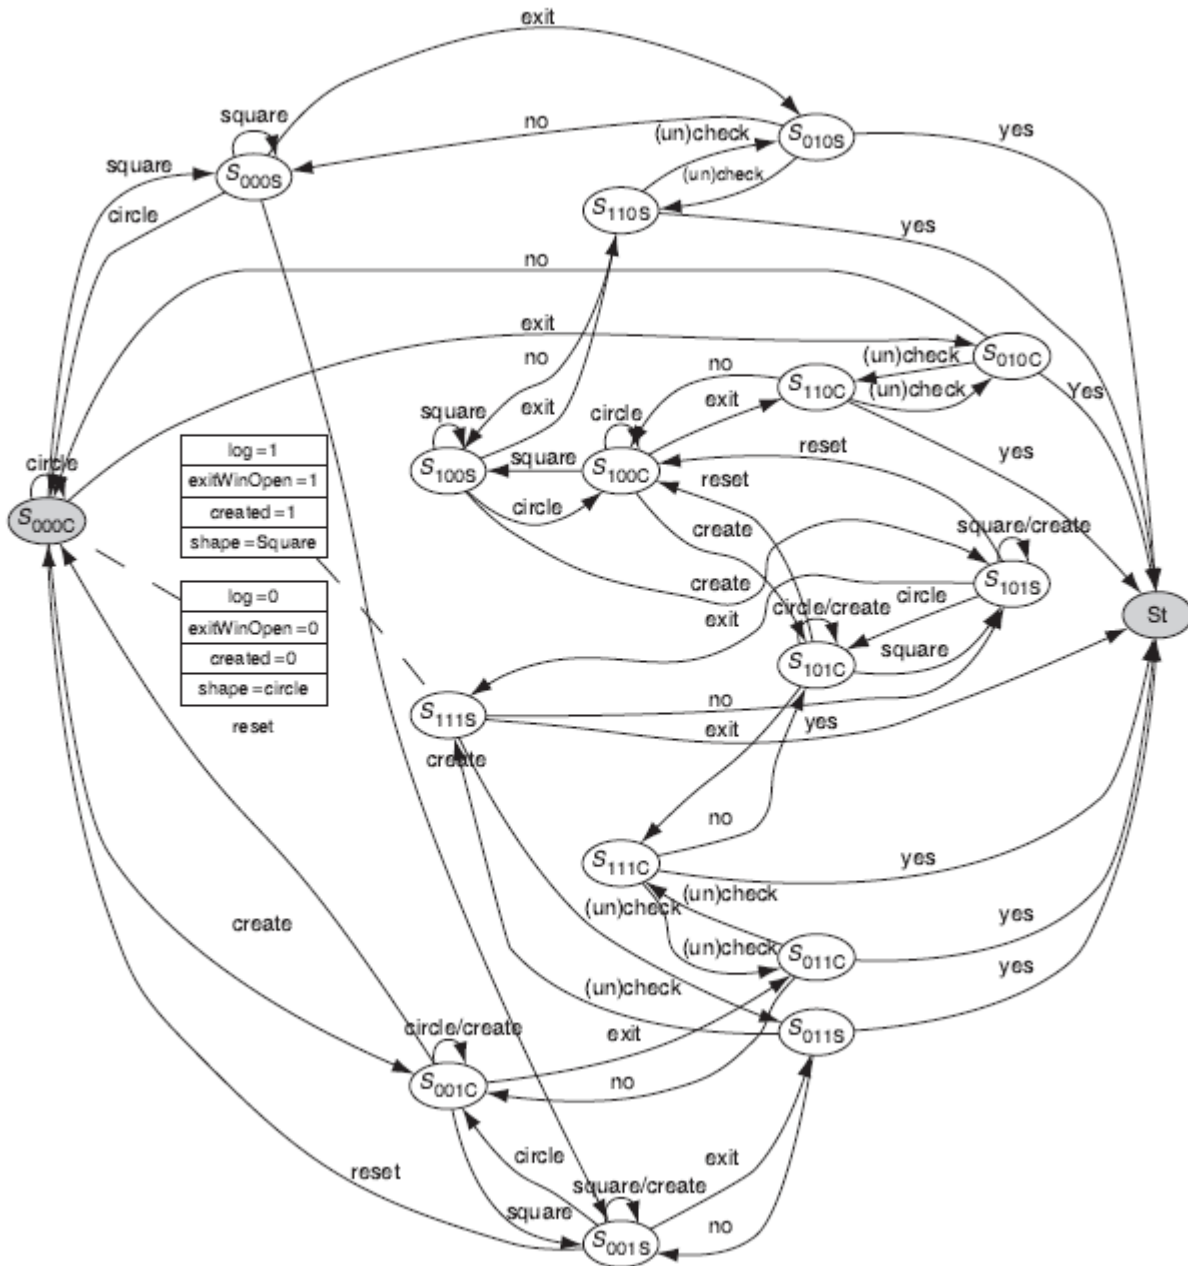 exit
square
no
(un)check
S010S
yes
square
S000S
(un)check
circle
S110S
yes
no
exit
S010C
(un)check
no
S110C
(un)check
Yes
no
square
exit
circle
exit
reset
yes
log=1
circle
S100S
square
S100C
exitWinOpen=1
reset
S000C
created=1
circle
square/create
shape=Square
create
create
S101S
log=0
circle
circle/create
St
exitWinOpen=0
exit
created=0
square
S101C
shape=circle
no
reset
S111S
exit
yes
create
no
S111C
yes
(un)check
(un)check
create
(un)check
S011C
yes
yes
(un)check
circle/create
exit
S011S
no
S001C
circle
exit
reset
square/create
square
no
S001S